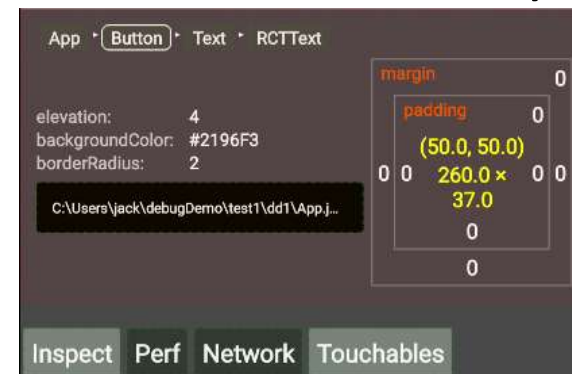 App ▸ Button ▸ Text ▸ RCTText
elevation: 4
backgroundColor: #2196F3
borderRadius: 2
C:\Users\jack\debugDemo\test1\dd1\App.j...
margin 0
padding 0
(50.0, 50.0)
0 0 260.0 × 0 0
37.0
0
0
Inspect Perf Network Touchables